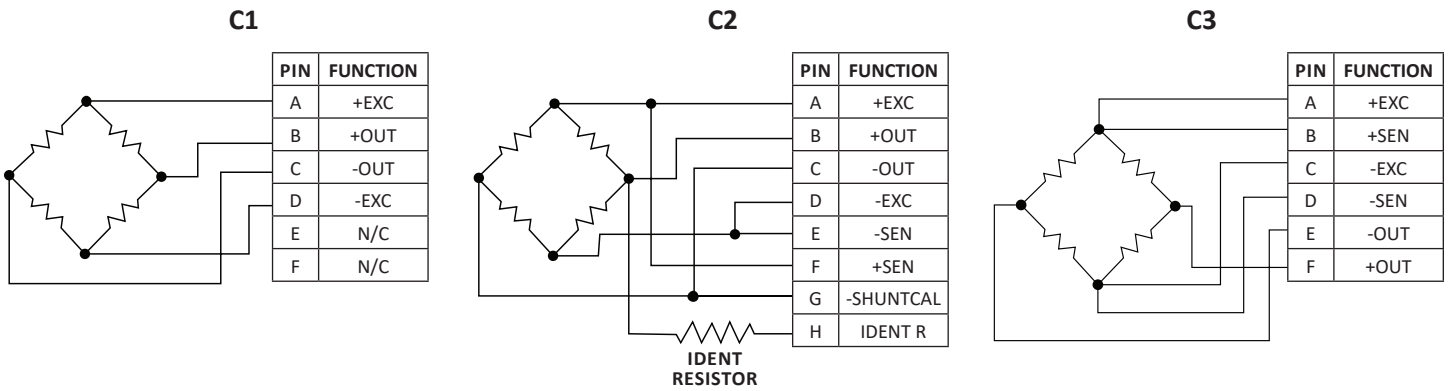 C1
PIN FUNCTION
A +EXC
B +OUT
C -OUT
D -EXC
E N/C
F N/C
C2
PIN FUNCTION
A +EXC
B +OUT
C -OUT
D -EXC
E -SEN
F +SEN
G -SHUNTCAL
H IDENT R
IDENT
RESISTOR
C3
PIN FUNCTION
A +EXC
B +SEN
C -EXC
D -SEN
E -OUT
F +OUT